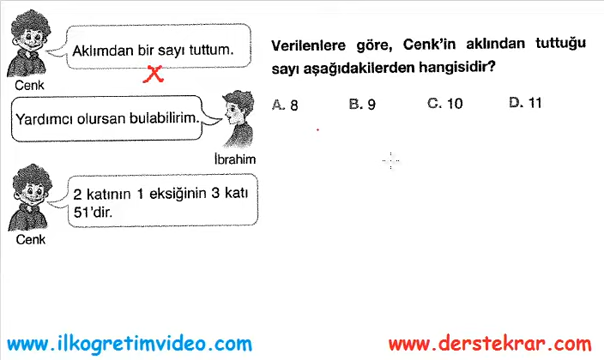 Aklımdan bir sayı tuttum.
x
Cenk
Yardımcı olursan bulabilirim.
İbrahim
2 katının 1 eksiğinin 3 katı
51'dir.
Cenk
Verilenlere göre, Cenk'in aklından tuttuğu
sayı aşağıdakilerden hangisidir?
A. 8 B. 9 C. 10 D. 11
www.ilkogretimvideo.com
www.derstekrar.com